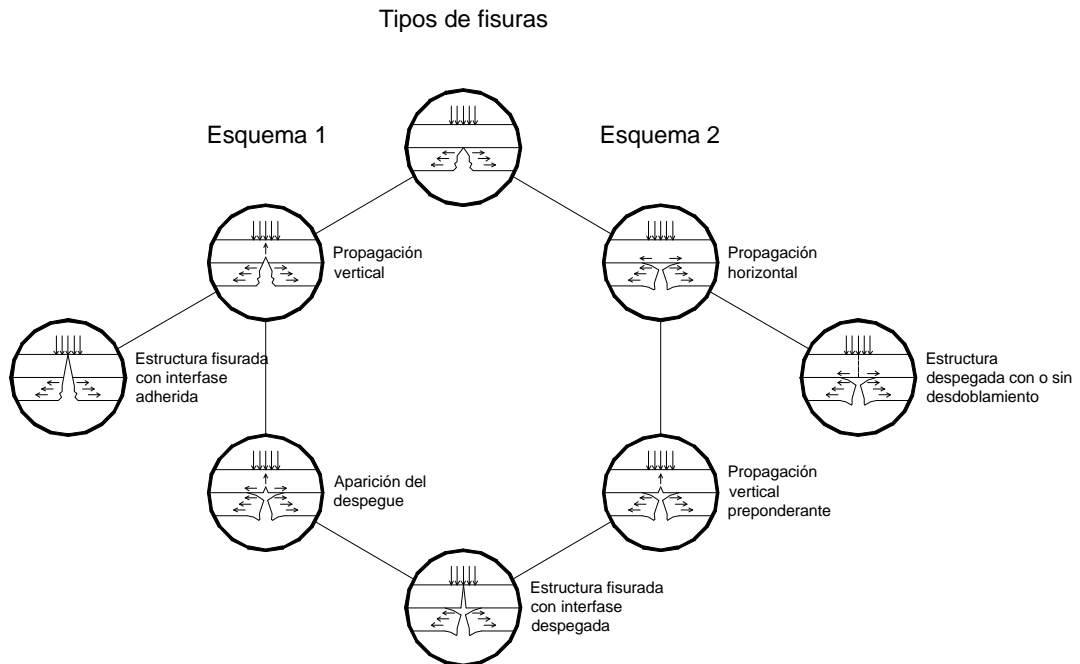 Tipos de fisuras
Esquema 1
Esquema 2
Propagación
vertical
Propagación
horizontal
Estructura fisurada
con interfase
adherida
Estructura
despegada con o sin
desdoblamiento
Aparición del
despegue
Propagación
vertical
preponderante
Estructura fisurada
con interfase
despegada